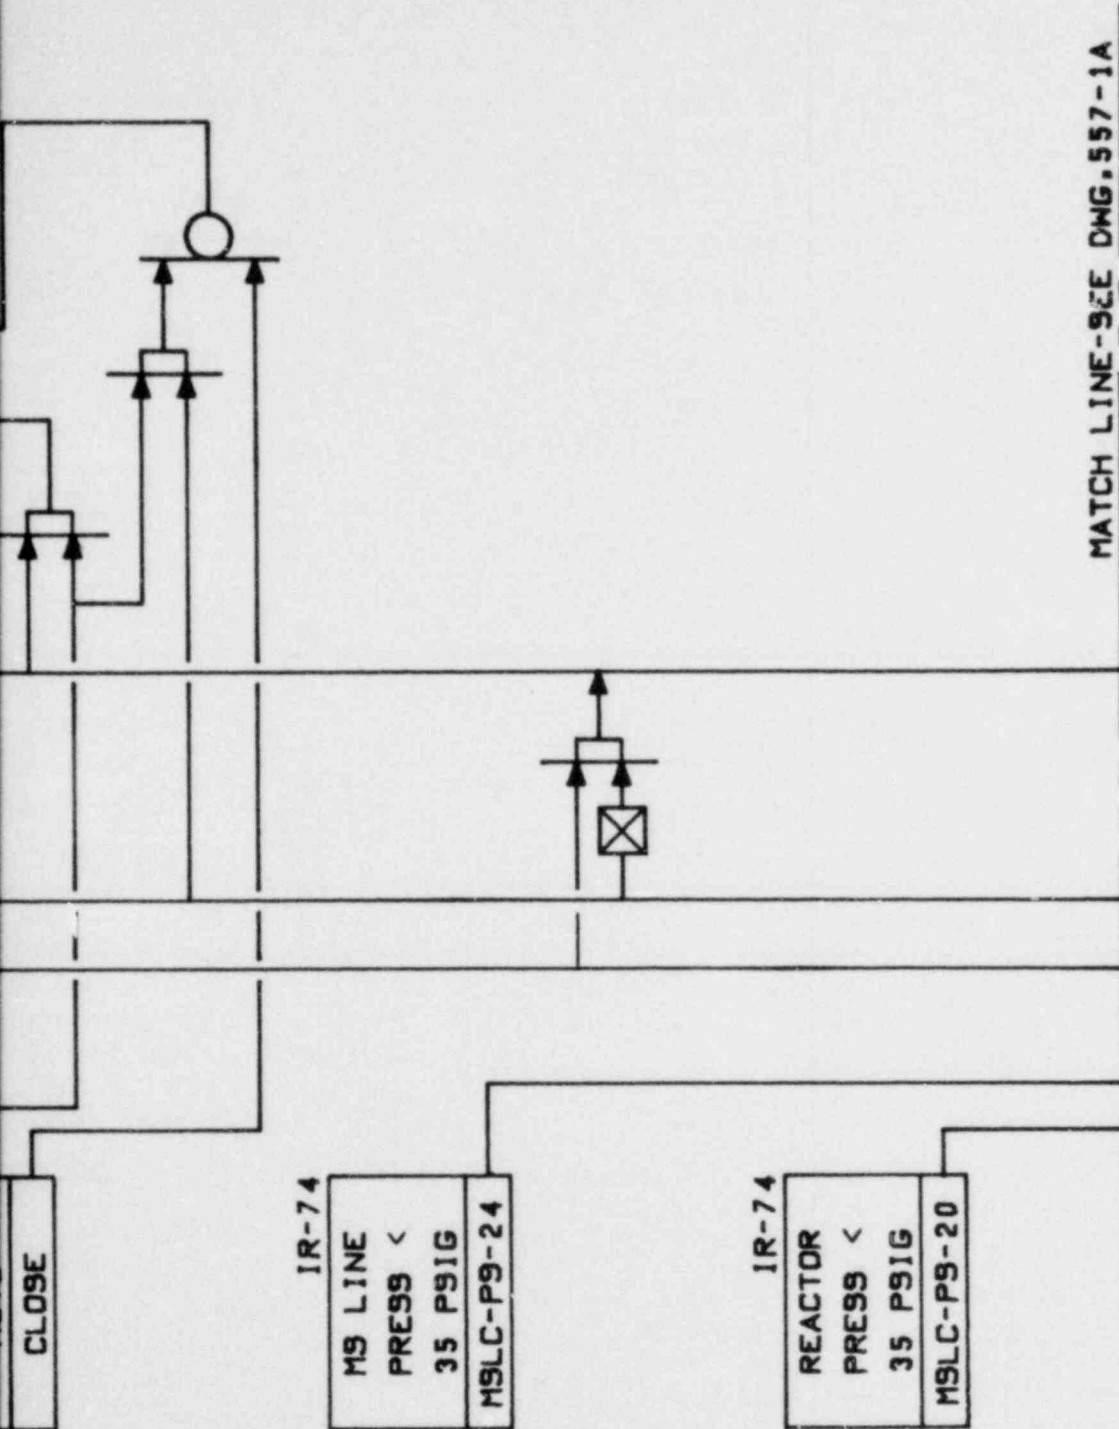 CLOSE
IR-74
MS LINE
PRESS <
35 PSIG
MSLC-PS-24
IR-74
REACTOR
PRESS <
35 PSIG
MSLC-PS-20
MATCH LINE-SEE DWG.557-1A